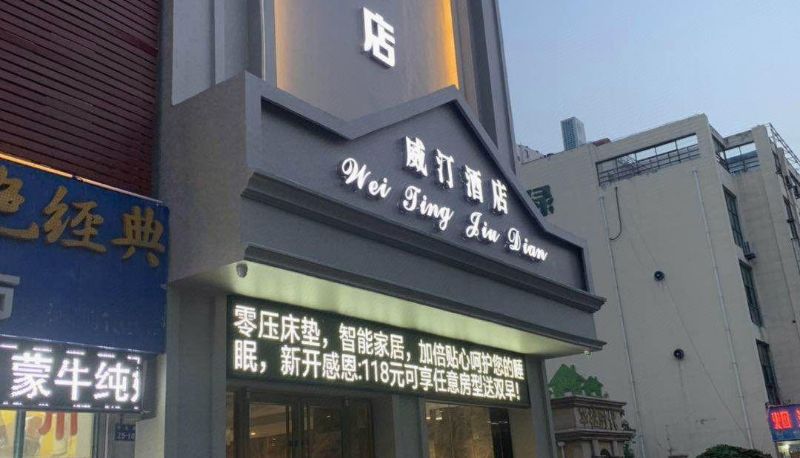 店
威汀酒店
Wei Ting Jiu Dian
零压床垫，智能家居，加倍贴心呵护您的睡
眠，新开感恩:118元可享任意房型送双早!
经典
蒙牛纯
绿